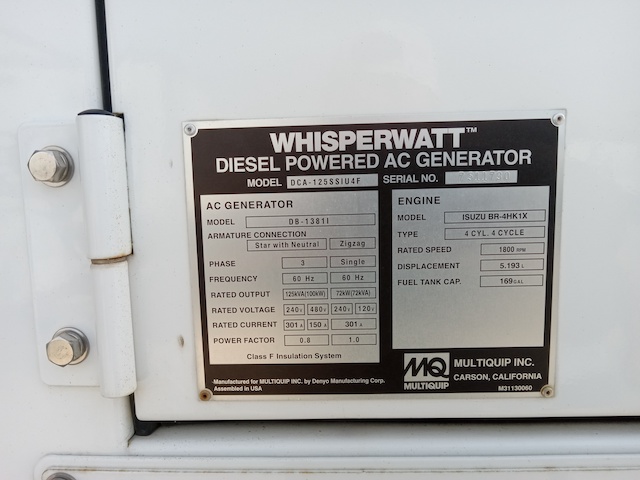 WHISPERWATT™
DIESEL POWERED AC GENERATOR
MODEL DCA-125SSIU4F SERIAL NO.
AC GENERATOR
MODEL DB-1381I
ARMATURE CONNECTION
Star with Neutral Zigzag
PHASE 3 Single
FREQUENCY 60 Hz 60 Hz
RATED OUTPUT 125kVA(100kW) 72kW(72kVA)
RATED VOLTAGE 240V 480V 240V 120V
RATED CURRENT 301A 150A 301A
POWER FACTOR 0.8 1.0
Class F Insulation System
ENGINE
MODEL ISUZU BR-4HK1X
TYPE 4 CYL. 4 CYCLE
RATED SPEED 1800 RPM
DISPLACEMENT 5.193 L
FUEL TANK CAP. 169 GAL
Manufactured for MULTIQUIP INC. by Denyo Manufacturing Corp.
Assembled in USA
MQ
MULTIQUIP
MULTIQUIP INC.
CARSON, CALIFORNIA
M31130060